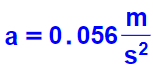 a = 0.056 m/s²